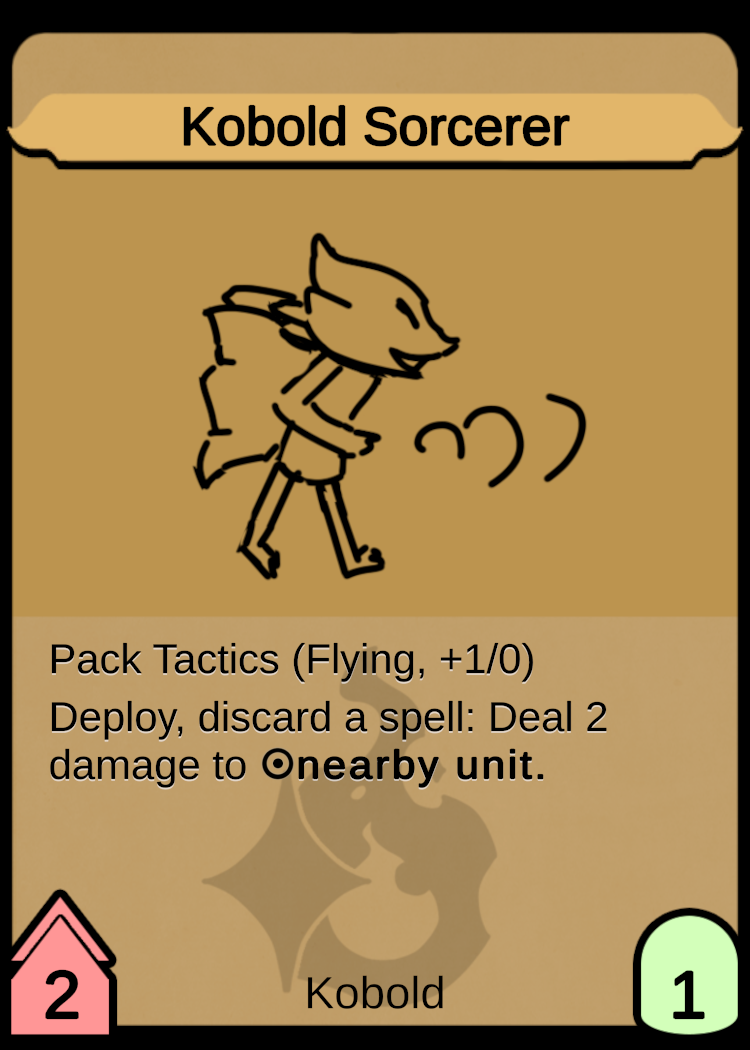 Kobold Sorcerer
Pack Tactics (Flying, +1/0)
Deploy, discard a spell: Deal 2
damage to ⊙nearby unit.
2
Kobold
1